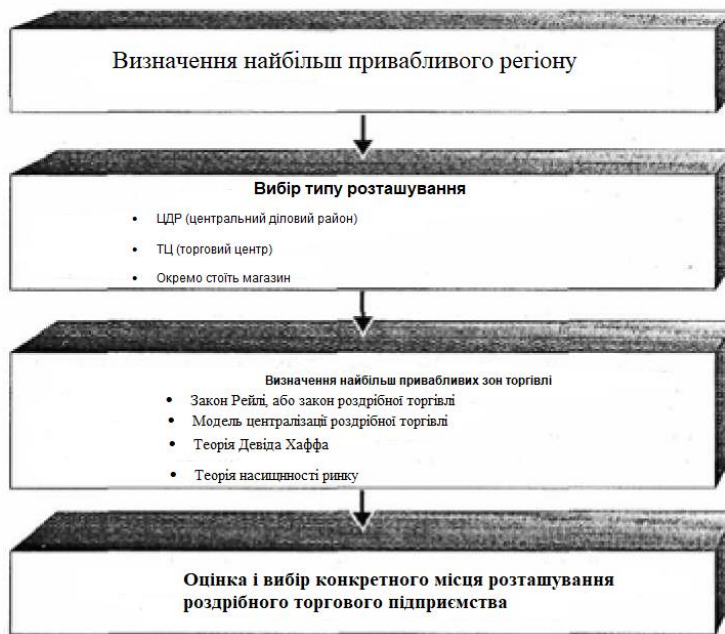 Визначення найбільш привабливого регіону
Вибір типу розташування
• ЦДР (центральний діловий район)
• ТЦ (торговий центр)
• Окремо стоїть магазин
Визначення найбільш привабливих зон торгівлі
• Закон Рейлі, або закон роздрібної торгівлі
• Модель централізації роздрібної торгівлі
• Теорія Девіда Хаффа
• Теорія насищнності ринку
Оцінка і вибір конкретного місця розташування
роздрібного торгового підприємства